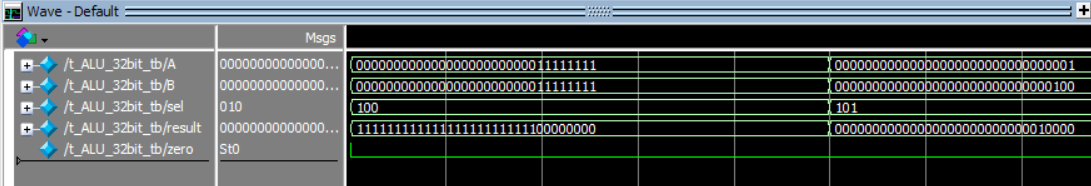 Wave - Default
Msgs
/t_ALU_32bit_tb/A 00000000000000... 00000000000000000000000011111111 00000000000000000000000000000001
/t_ALU_32bit_tb/B 00000000000000... 00000000000000000000000011111111 00000000000000000000000000000100
/t_ALU_32bit_tb/sel 010 100 101
/t_ALU_32bit_tb/result 00000000000000... 11111111111111111111111100000000 00000000000000000000000000010000
/t_ALU_32bit_tb/zero St0